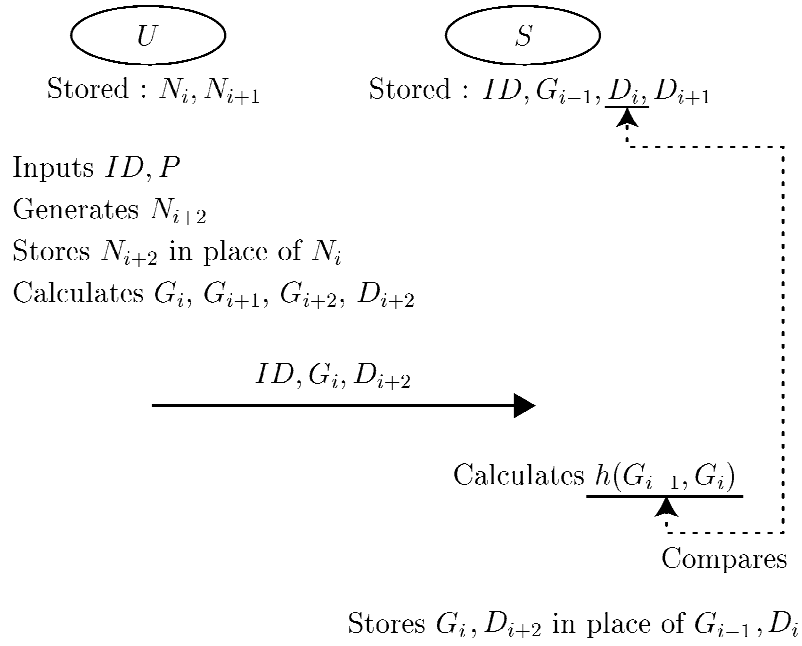 U
S
Stored : N_i, N_{i+1}
Stored : ID, G_{i−1}, D_i, D_{i+1}
Inputs ID, P
Generates N_{i+2}
Stores N_{i+2} in place of N_i
Calculates G_i, G_{i+1}, G_{i+2}, D_{i+2}
ID, G_i, D_{i+2}
Calculates h(G_{i−1}, G_i)
Compares
Stores G_i, D_{i+2} in place of G_{i−1}, D_i